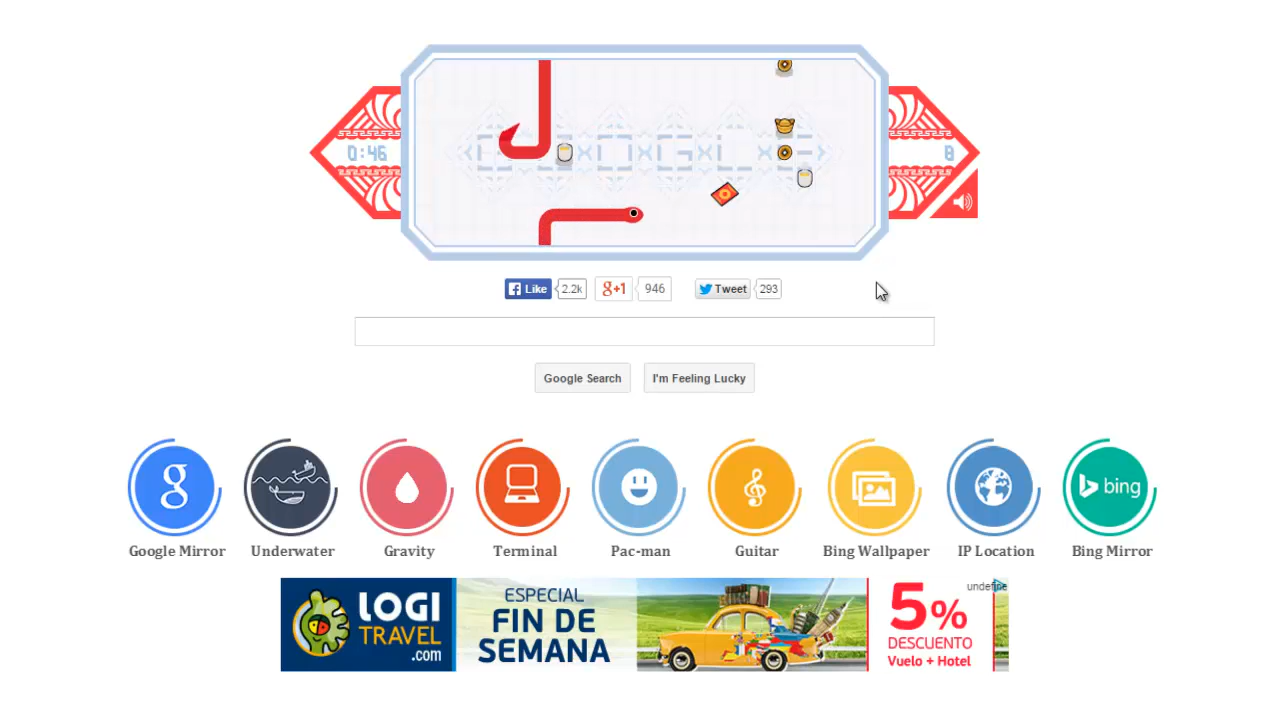 0:46
0
Like
2.2k
g+1
946
Tweet
293
Google Search
I'm Feeling Lucky
g
bing
Google Mirror
Underwater
Gravity
Terminal
Pac-man
Guitar
Bing Wallpaper
IP Location
Bing Mirror
LOGI
TRAVEL
.com
ESPECIAL
FIN DE
SEMANA
undefine
5%
DESCUENTO
Vuelo + Hotel